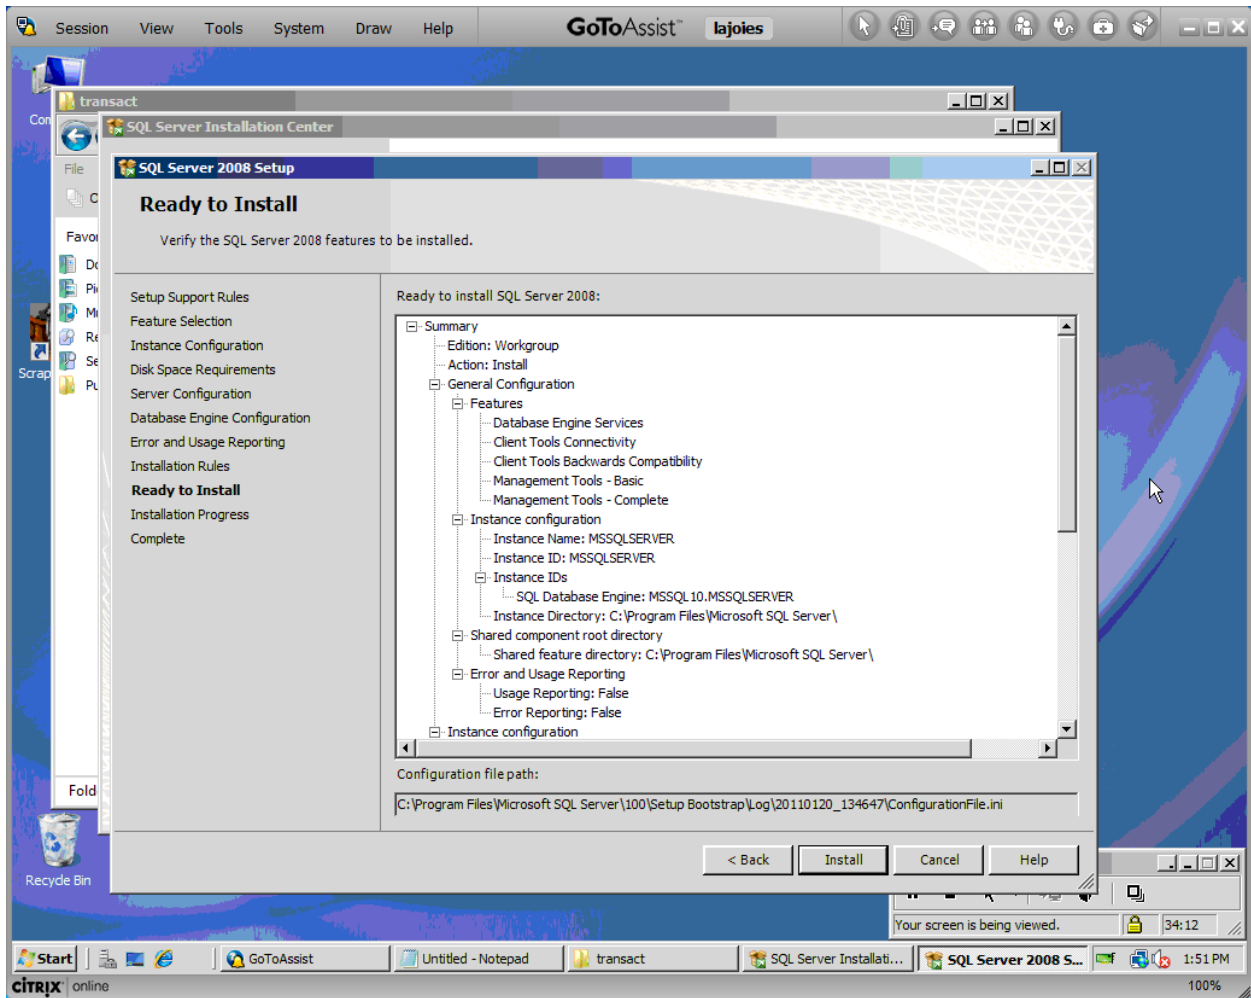 Session View Tools System Draw Help GoToAssist™ lajoies
transact
SQL Server Installation Center
File
Favor
Scrap
SQL Server 2008 Setup
Ready to Install
Verify the SQL Server 2008 features to be installed.
Setup Support Rules
Feature Selection
Instance Configuration
Disk Space Requirements
Server Configuration
Database Engine Configuration
Error and Usage Reporting
Installation Rules
Ready to Install
Installation Progress
Complete
Ready to install SQL Server 2008:
Summary
Edition: Workgroup
Action: Install
General Configuration
Features
Database Engine Services
Client Tools Connectivity
Client Tools Backwards Compatibility
Management Tools - Basic
Management Tools - Complete
Instance configuration
Instance Name: MSSQLSERVER
Instance ID: MSSQLSERVER
Instance IDs
SQL Database Engine: MSSQL10.MSSQLSERVER
Instance Directory: C:\Program Files\Microsoft SQL Server\
Shared component root directory
Shared feature directory: C:\Program Files\Microsoft SQL Server\
Error and Usage Reporting
Usage Reporting: False
Error Reporting: False
Instance configuration
Configuration file path:
C:\Program Files\Microsoft SQL Server\100\Setup Bootstrap\Log\20110120_134647\ConfigurationFile.ini
< Back Install Cancel Help
Fold
Recycle Bin
Your screen is being viewed. 34:12
Start GoToAssist Untitled - Notepad transact SQL Server Installati... SQL Server 2008 S... 1:51 PM
CITRIX online 100%